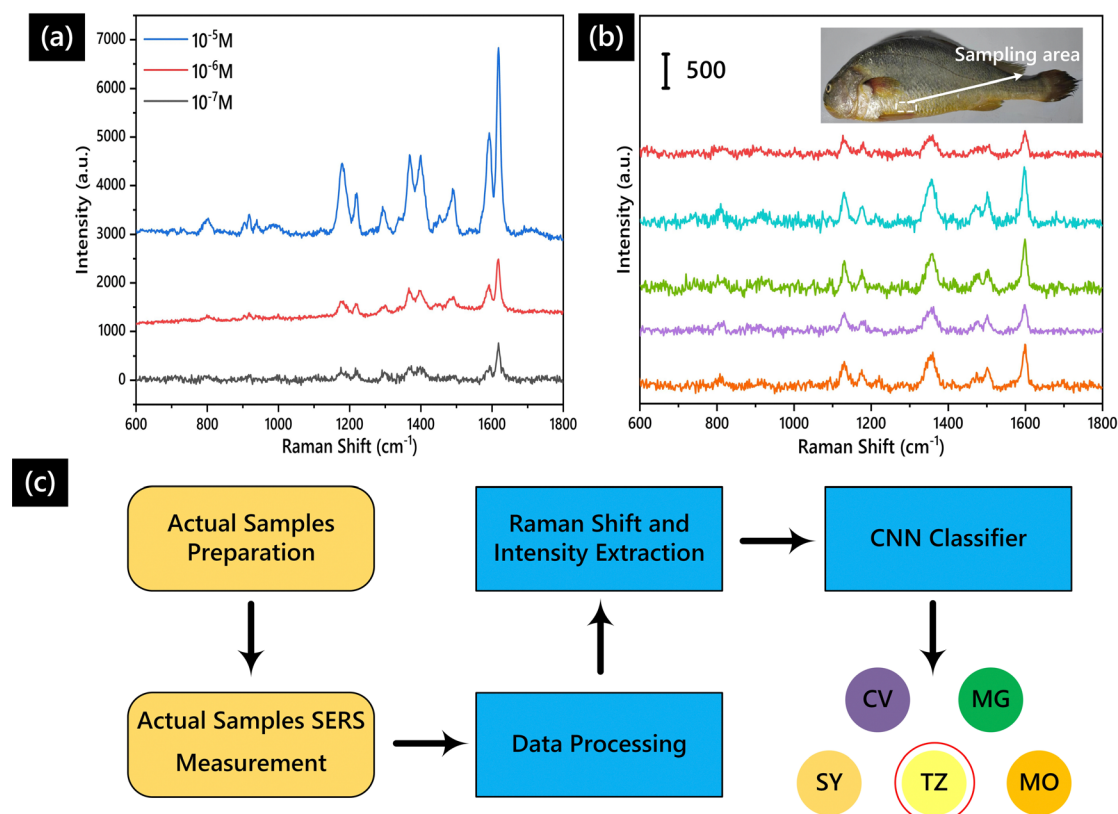 (a)
7000
6000
5000
4000
3000
2000
1000
0
Intensity (a.u.)
10⁻⁵M
10⁻⁶M
10⁻⁷M
600 800 1000 1200 1400 1600 1800
Raman Shift (cm⁻¹)
(b)
500
Sampling area
Intensity (a.u.)
600 800 1000 1200 1400 1600 1800
Raman Shift (cm⁻¹)
(c)
Actual Samples
Preparation
Actual Samples SERS
Measurement
Data Processing
Raman Shift and
Intensity Extraction
CNN Classifier
CV MG
SY TZ MO